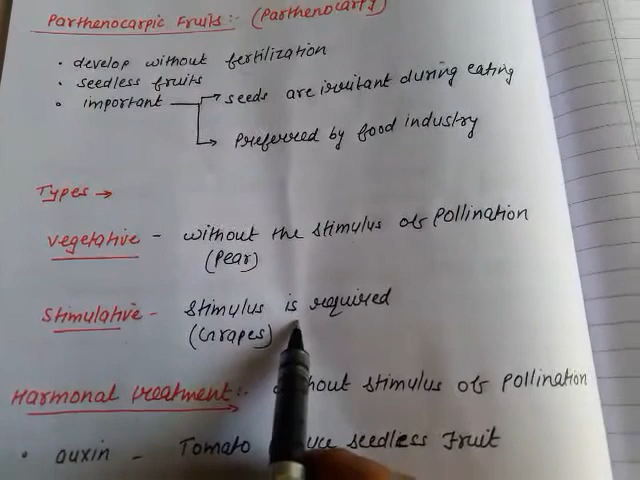 Parthenocarpic Fruits:- (Parthenocarpy)
• develop without fertilization
• seedless fruits
• important → seeds are irritant during eating
→ Preferred by food industry
Types →
Vegetative - without the stimulus of Pollination
(Pear)
Stimulative - Stimulus is required
(Grapes)
Harmonal treatment:- stimulus of Pollination
• auxin - Tomato seedless Fruit